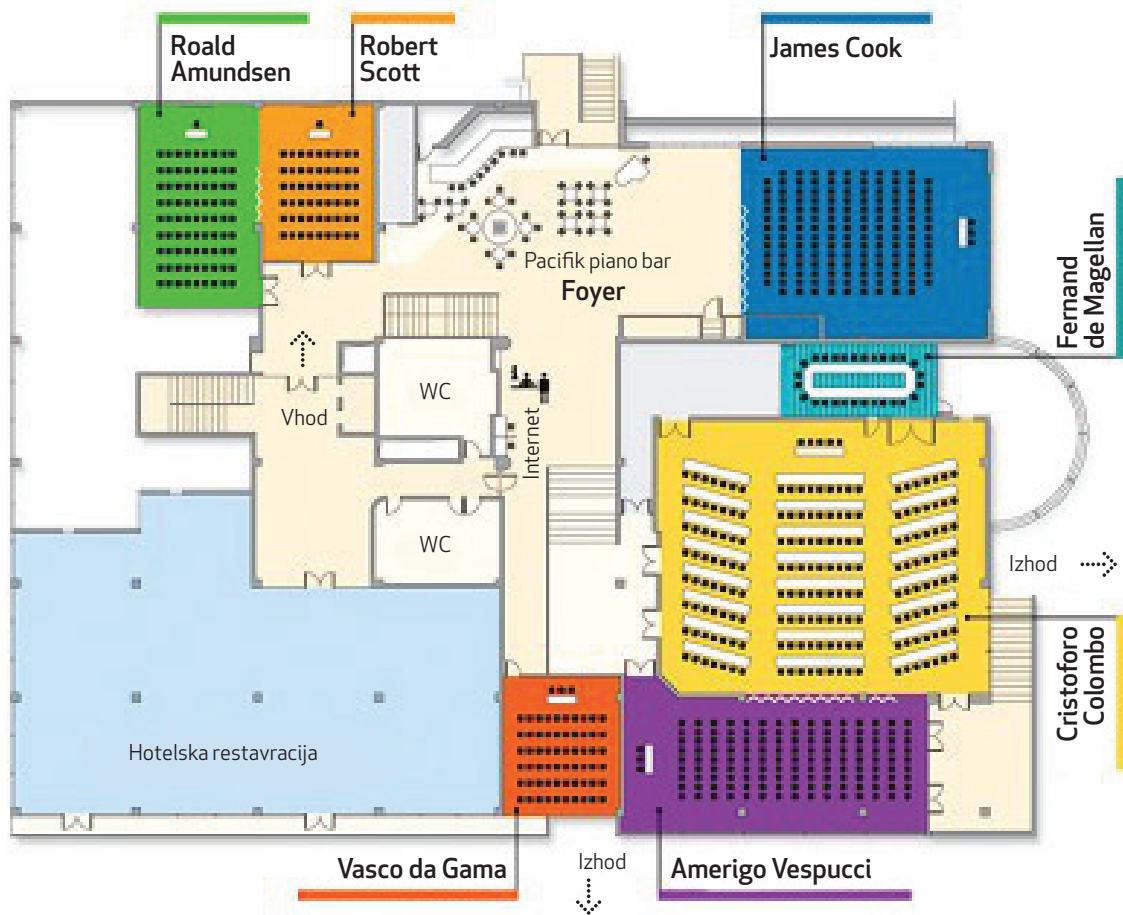 Roald
Amundsen
Robert
Scott
James Cook
Fernand
de Magellan
Pacifik piano bar
Foyer
WC
Vhod
Internet
WC
Izhod
Cristoforo
Colombo
Hotelska restavracija
Vasco da Gama
Izhod
Amerigo Vespucci